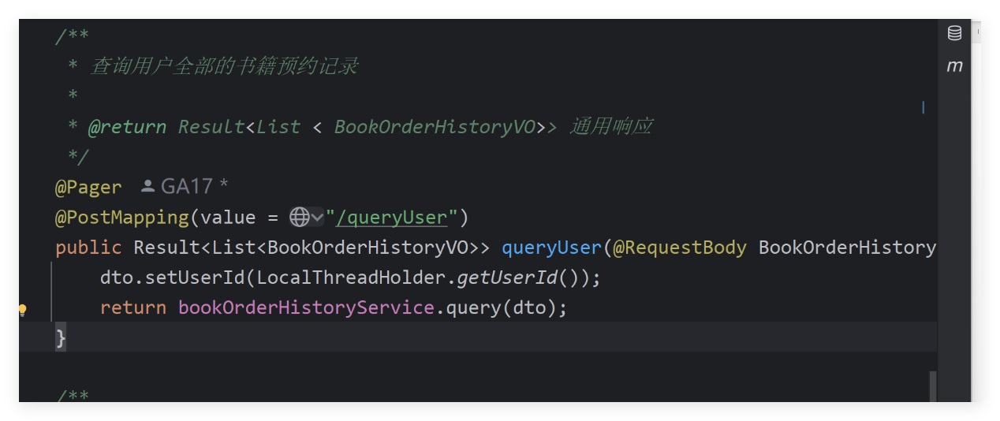 /**
 * 查询用户全部的书籍预约记录
 *
 * @return Result<List < BookOrderHistoryVO>> 通用响应
 */
@Pager GA17 *
@PostMapping(value = "/queryUser")
public Result<List<BookOrderHistoryVO>> queryUser(@RequestBody BookOrderHistory
dto.setUserId(LocalThreadHolder.getUserId());
return bookOrderHistoryService.query(dto);
}
/**
m